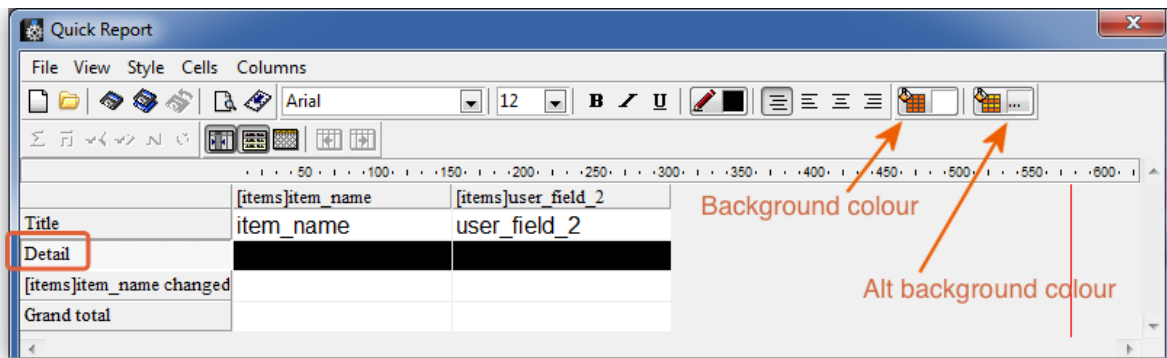 Quick Report
File View Style Cells Columns
Arial 12 B I U ...
Σ N
50 100 150 200 250 300 350 400 450 500 550 600
[items]item_name [items]user_field_2
Background colour
Title item_name user_field_2
Detail
[items]item_name changed
Alt background colour
Grand total